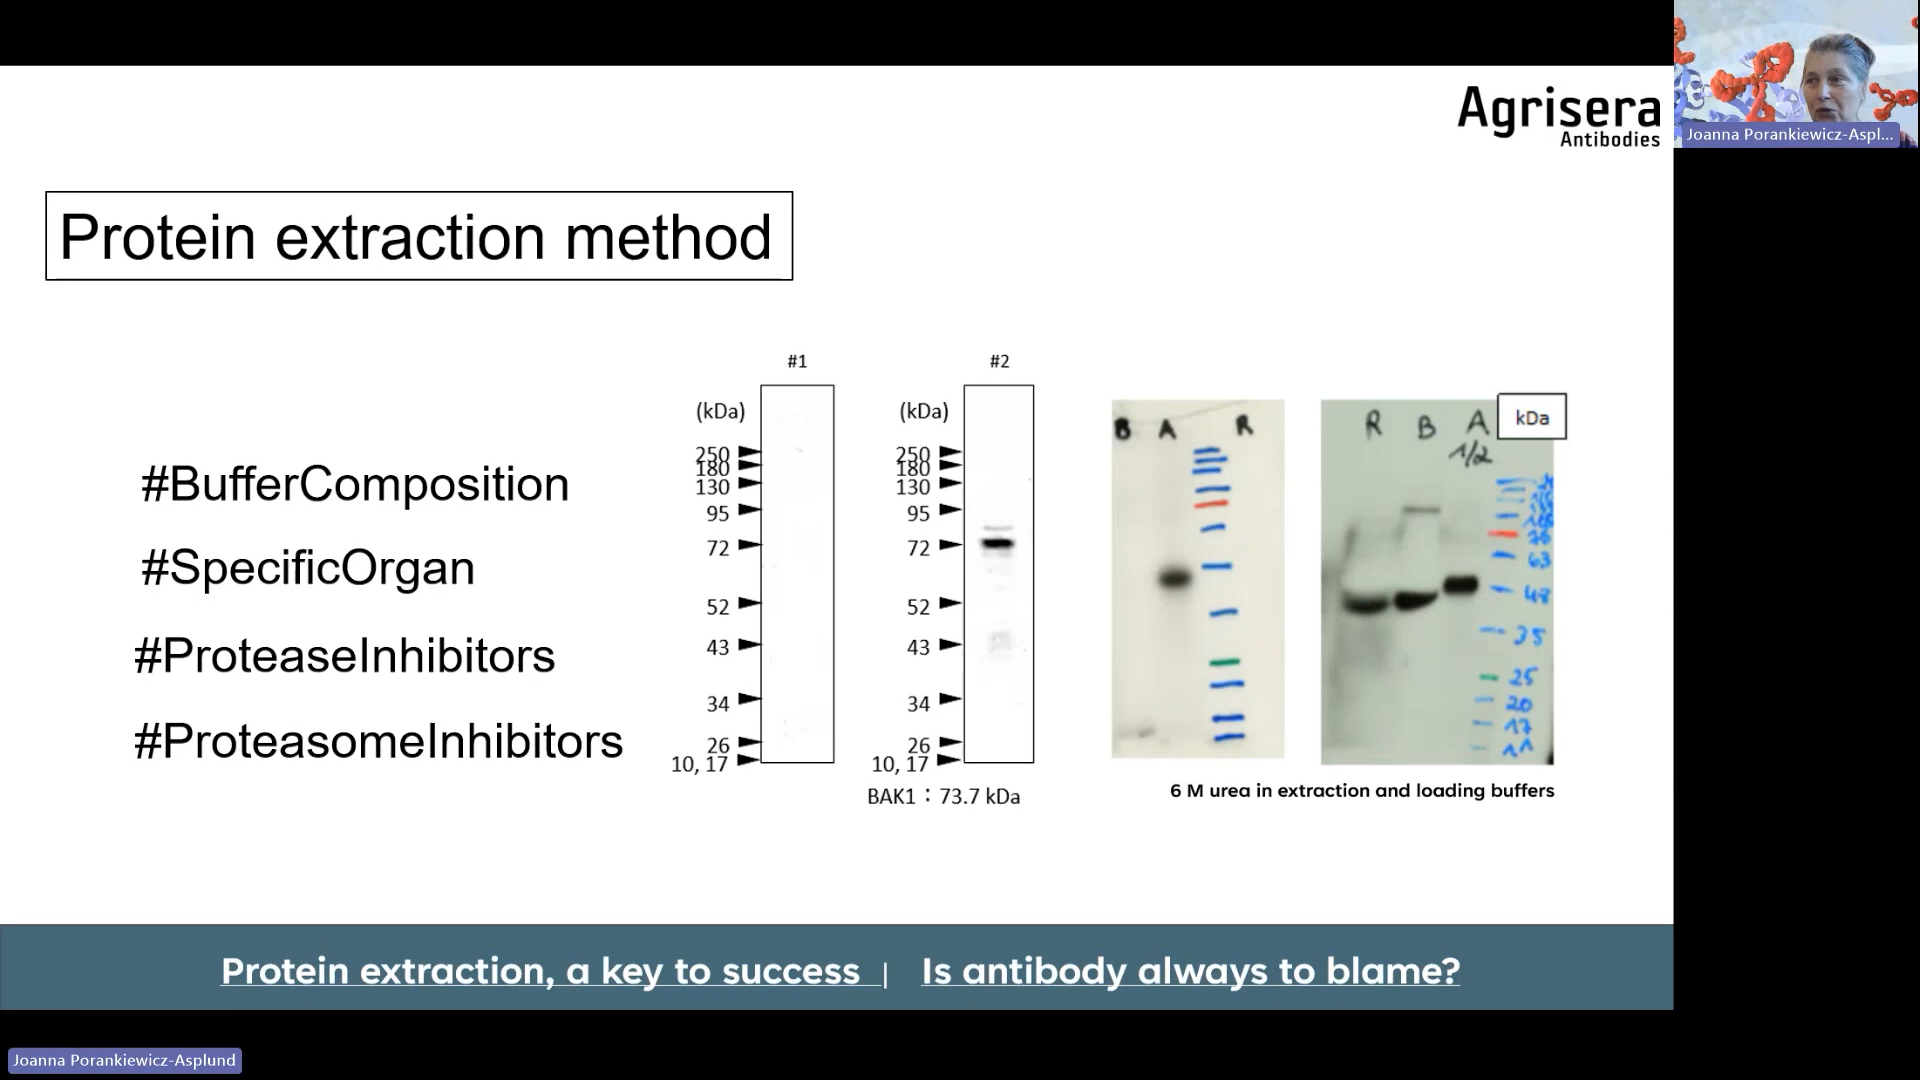 Agrisera
Antibodies
Joanna Porankiewicz-Aspl...
Protein extraction method
#BufferComposition
#SpecificOrgan
#ProteaseInhibitors
#ProteasomeInhibitors
#1
(kDa)
250
180
130
95
72
52
43
34
26
10, 17
#2
(kDa)
250
180
130
95
72
52
43
34
26
10, 17
BAK1 : 73.7 kDa
B A R
R B A
1/2
kDa
63
48
35
25
20
17
11
6 M urea in extraction and loading buffers
Protein extraction, a key to success | Is antibody always to blame?
Joanna Porankiewicz-Asplund